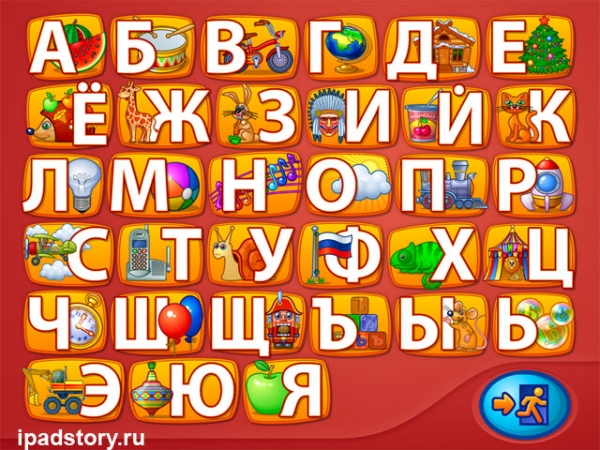 А Б В Г Д Е
Ё Ж З И Й К
Л М Н О П Р
С Т У Ф Х Ц
Ч Ш Щ Ъ Ы Ь
Э Ю Я
ipadstory.ru